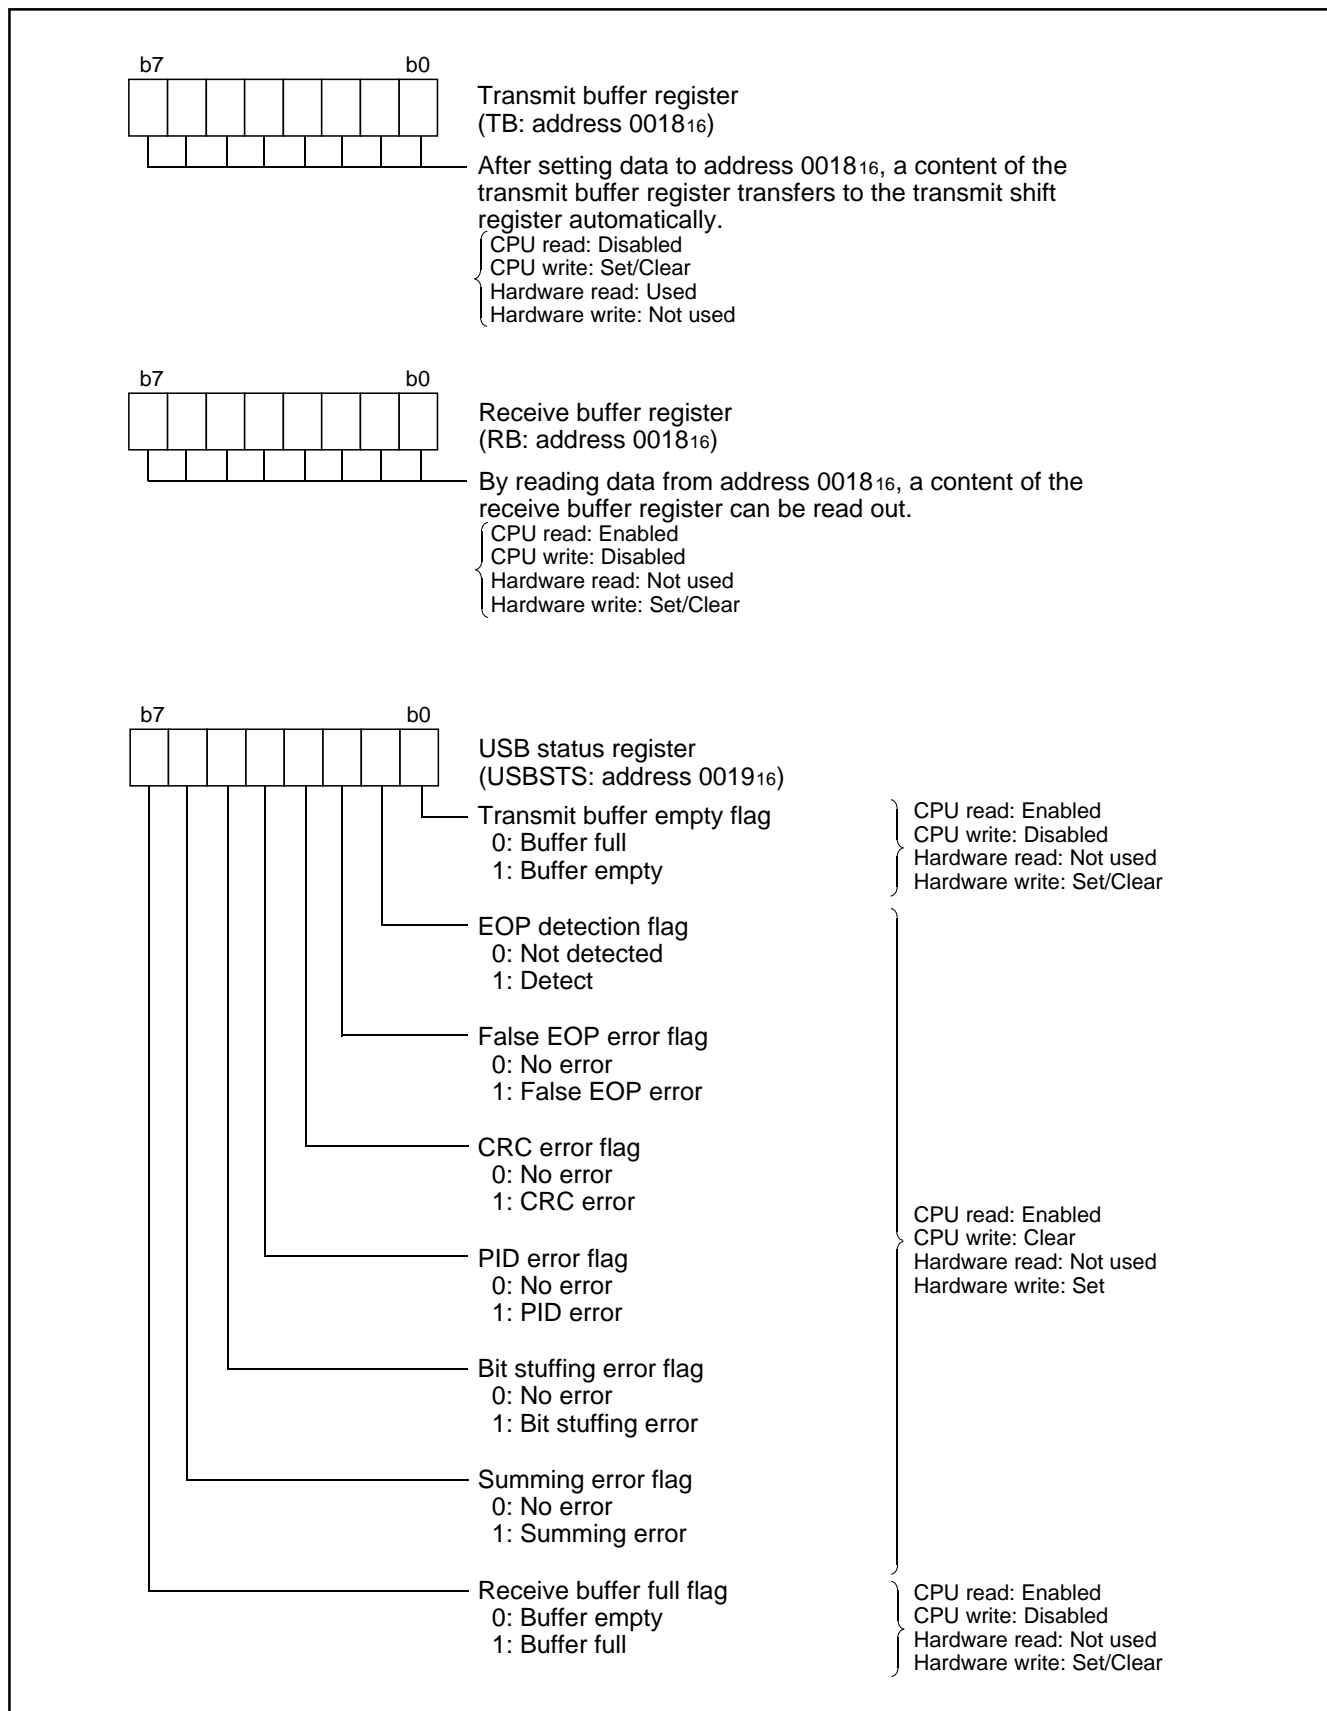 b7 b0
Transmit buffer register
(TB: address 0018₁₆)
After setting data to address 0018₁₆, a content of the
transmit buffer register transfers to the transmit shift
register automatically.
CPU read: Disabled
CPU write: Set/Clear
Hardware read: Used
Hardware write: Not used
b7 b0
Receive buffer register
(RB: address 0018₁₆)
By reading data from address 0018₁₆, a content of the
receive buffer register can be read out.
CPU read: Enabled
CPU write: Disabled
Hardware read: Not used
Hardware write: Set/Clear
b7 b0
USB status register
(USBSTS: address 0019₁₆)
Transmit buffer empty flag
0: Buffer full
1: Buffer empty
CPU read: Enabled
CPU write: Disabled
Hardware read: Not used
Hardware write: Set/Clear
EOP detection flag
0: Not detected
1: Detect
False EOP error flag
0: No error
1: False EOP error
CRC error flag
0: No error
1: CRC error
PID error flag
0: No error
1: PID error
Bit stuffing error flag
0: No error
1: Bit stuffing error
Summing error flag
0: No error
1: Summing error
CPU read: Enabled
CPU write: Clear
Hardware read: Not used
Hardware write: Set
Receive buffer full flag
0: Buffer empty
1: Buffer full
CPU read: Enabled
CPU write: Disabled
Hardware read: Not used
Hardware write: Set/Clear